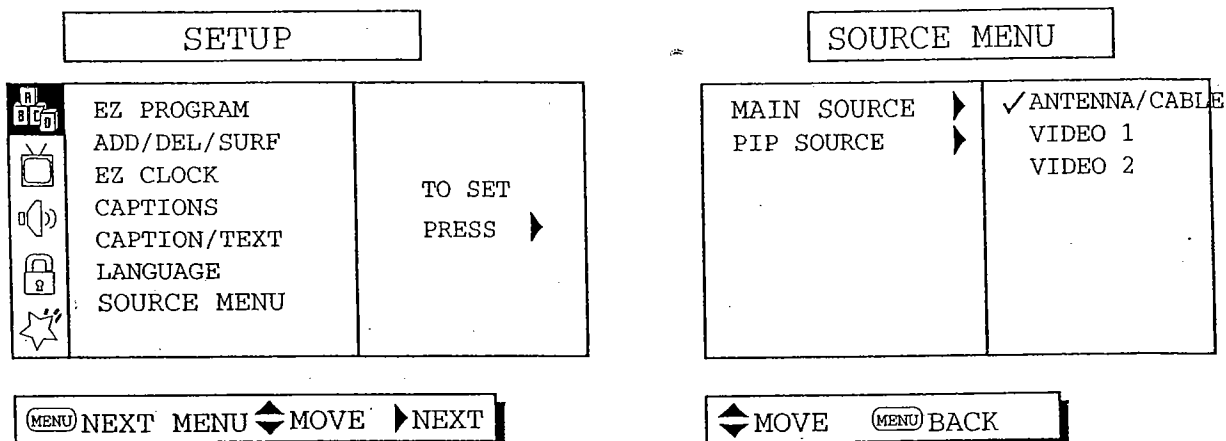 SETUP
EZ PROGRAM
ADD/DEL/SURF
EZ CLOCK
CAPTIONS
CAPTION/TEXT
LANGUAGE
SOURCE MENU
TO SET
PRESS
MENU NEXT MENU MOVE NEXT
SOURCE MENU
MAIN SOURCE
PIP SOURCE
✓ANTENNA/CABLE
VIDEO 1
VIDEO 2
MOVE MENU BACK